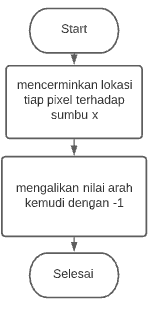 Start
mencerminkan lokasi
tiap pixel terhadap
sumbu x
mengalikan nilai arah
kemudi dengan -1
Selesai